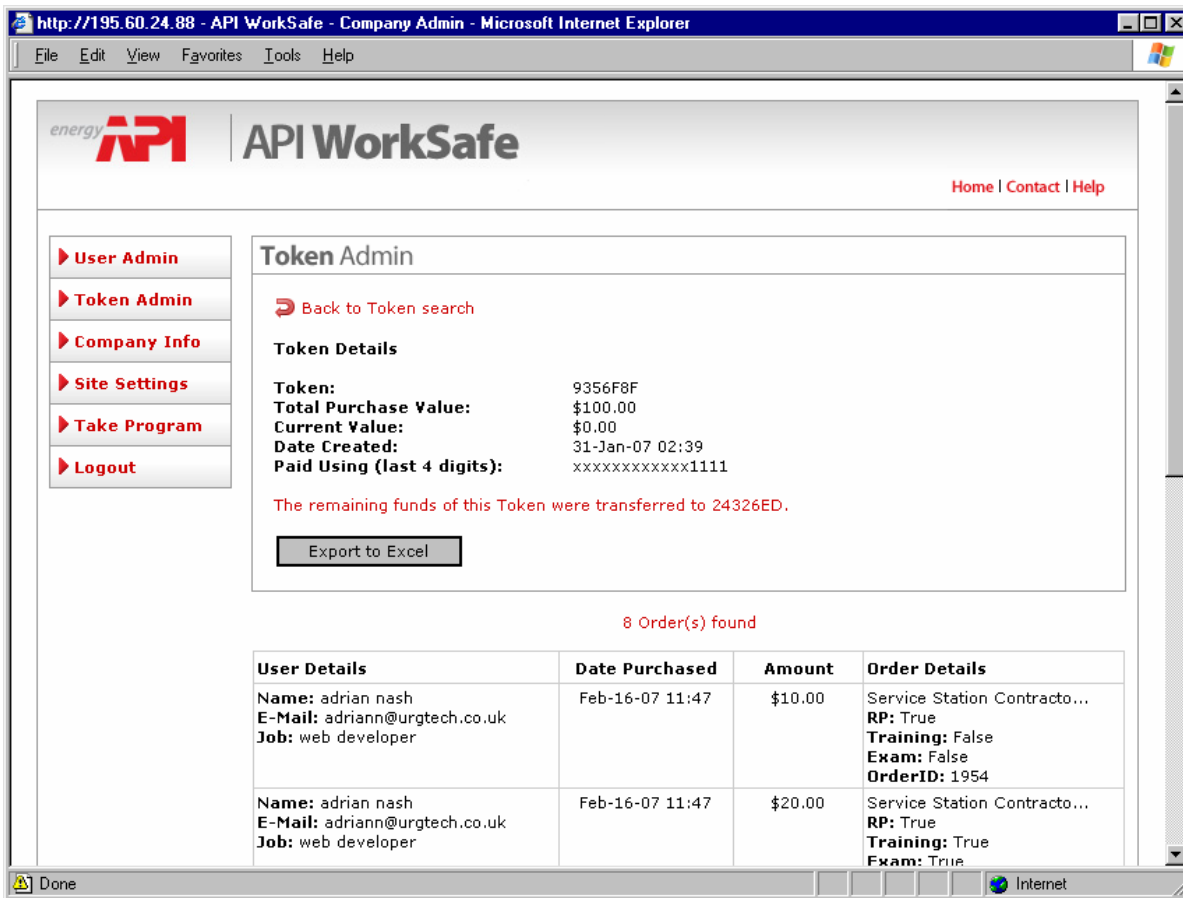 http://195.60.24.88 - API WorkSafe - Company Admin - Microsoft Internet Explorer
File Edit View Favorites Tools Help
energy API API WorkSafe
Home | Contact | Help
User Admin
Token Admin
Company Info
Site Settings
Take Program
Logout
Token Admin
Back to Token search
Token Details
Token: 9356F8F
Total Purchase Value: $100.00
Current Value: $0.00
Date Created: 31-Jan-07 02:39
Paid Using (last 4 digits): xxxxxxxxxxxx1111
The remaining funds of this Token were transferred to 24326ED.
Export to Excel
8 Order(s) found
User Details Date Purchased Amount Order Details
Name: adrian nash Feb-16-07 11:47 $10.00 Service Station Contracto...
E-Mail: adriann@urgtech.co.uk RP: True
Job: web developer Training: False
Exam: False
OrderID: 1954
Name: adrian nash Feb-16-07 11:47 $20.00 Service Station Contracto...
E-Mail: adriann@urgtech.co.uk RP: True
Job: web developer Training: True
Exam: True
Done Internet